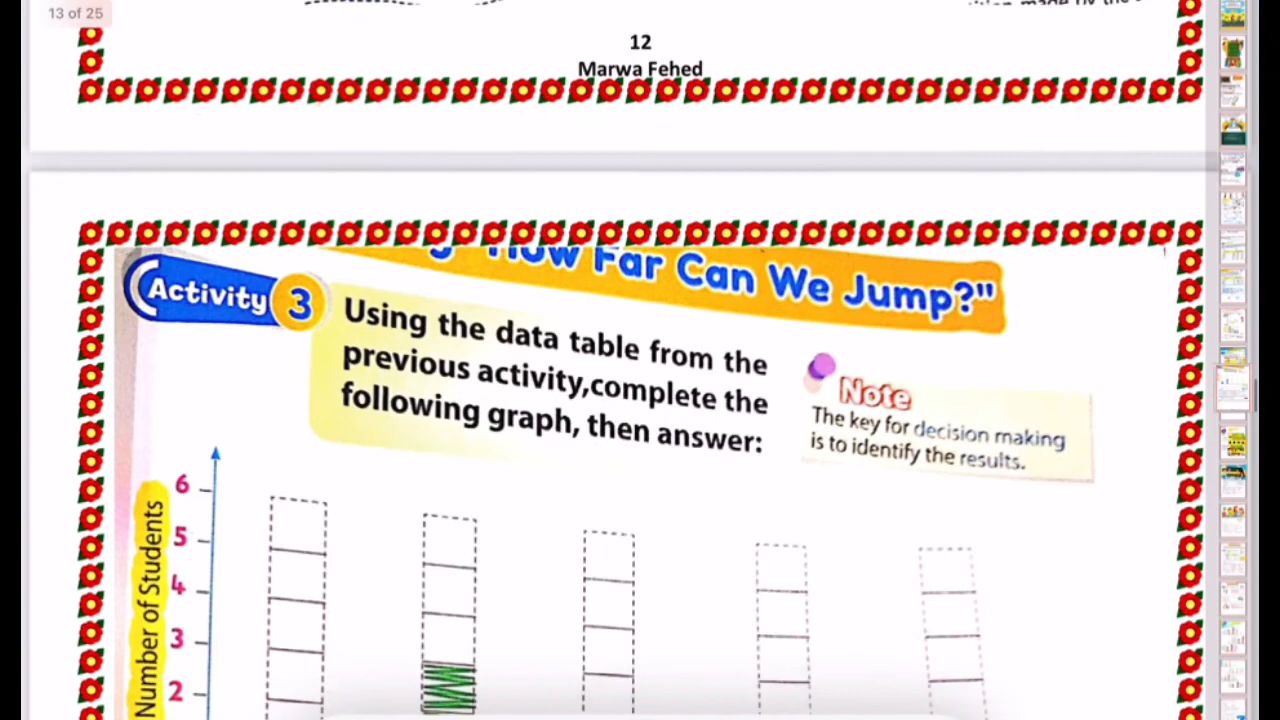 13 of 25
12
Marwa Fehed
How Far Can We Jump?"
Activity 3
Using the data table from the
previous activity,complete the
following graph, then answer:
Note
The key for decision making
is to identify the results.
Number of Students
6
5
4
3
2